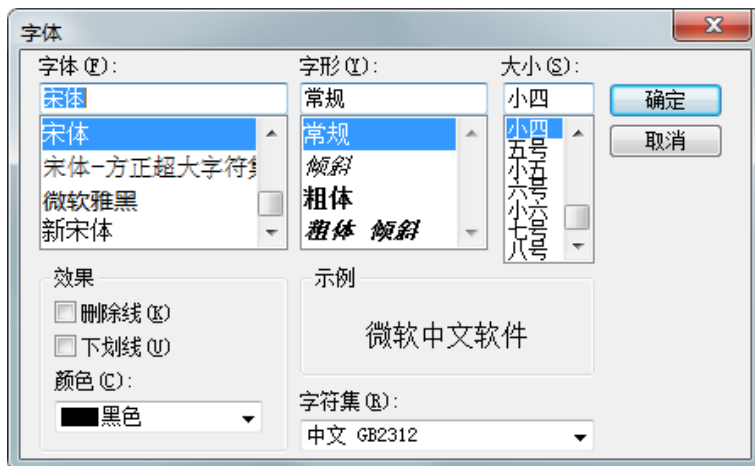 字体
字体(F):
宋体
宋体
宋体-方正超大字符集
微软雅黑
新宋体
字形(Y):
常规
常规
倾斜
粗体
粗体 倾斜
大小(S):
小四
小四
五号
小五
六号
小六
七号
八号
确定
取消
效果
删除线(K)
下划线(U)
颜色(C):
黑色
示例
微软中文软件
字符集(R):
中文 GB2312